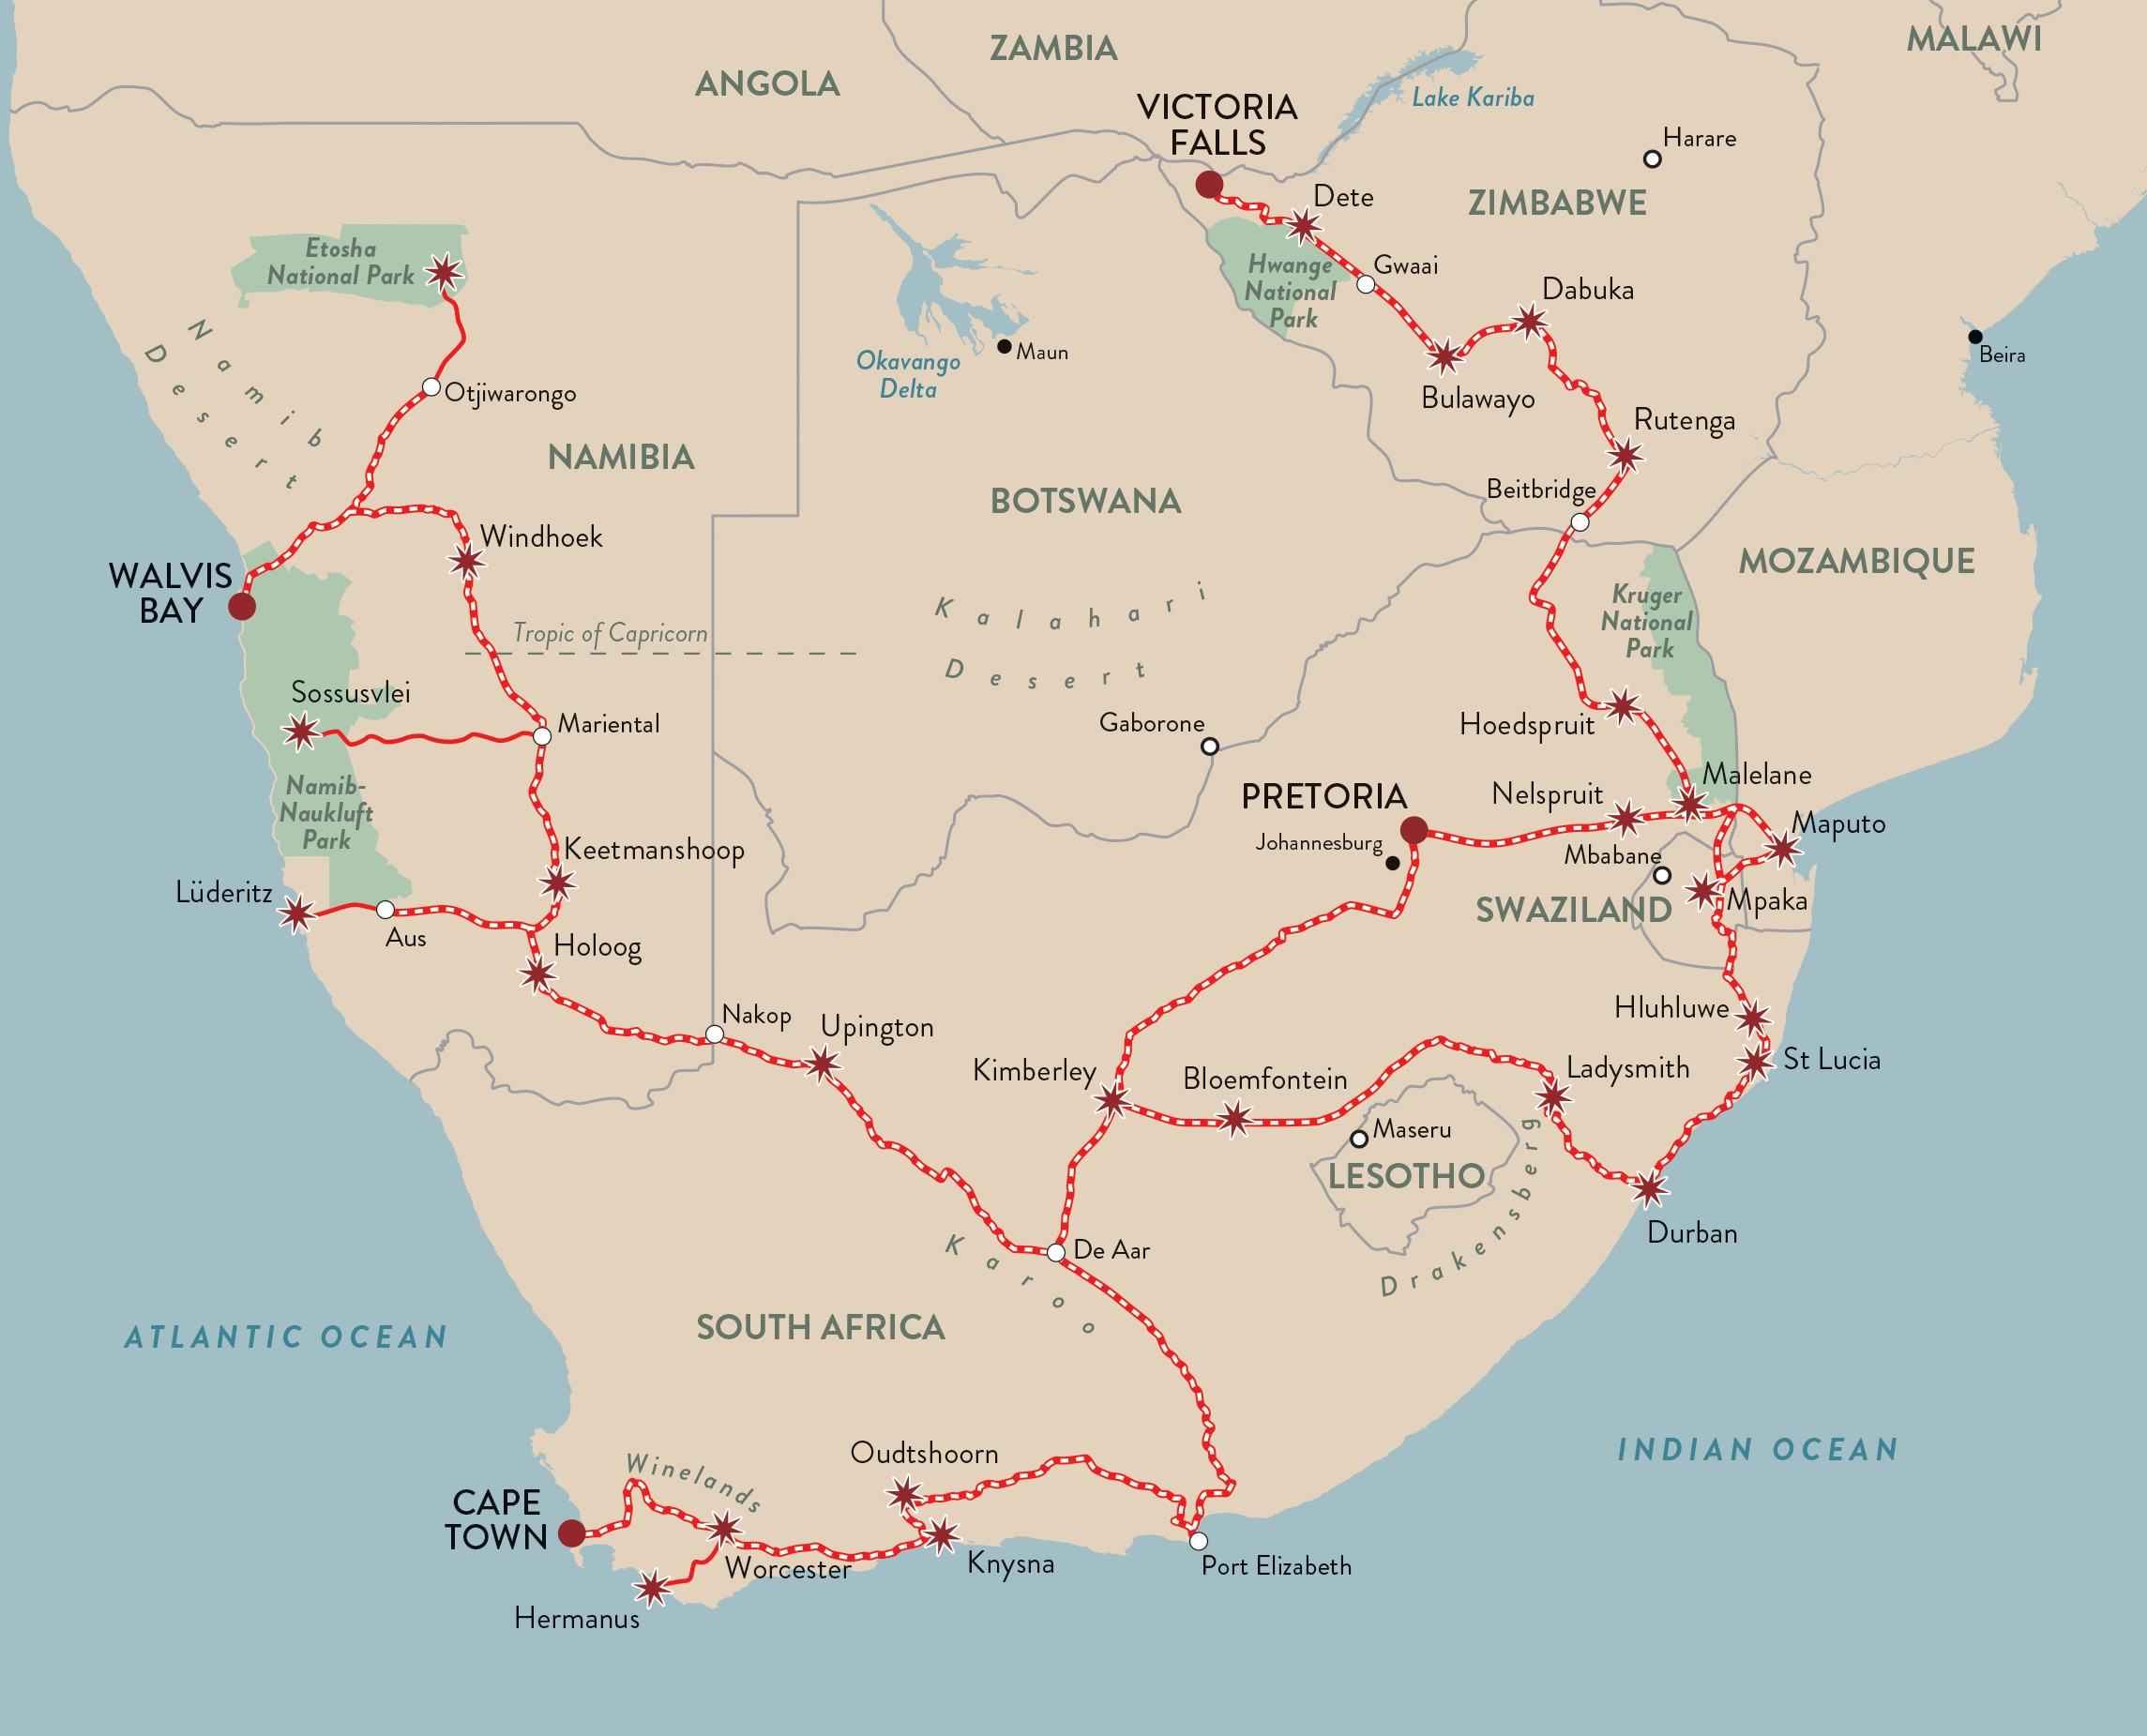 ZAMBIA
MALAWI
ANGOLA
VICTORIA
FALLS
Lake Kariba
Harare
Dete
ZIMBABWE
Etosha
National Park
Hwange
National
Park
Gwaai
Dabuka
Namib
Desert
Okavango
Delta
Maun
Beira
Otjiwarongo
Bulawayo
Rutenga
NAMIBIA
BOTSWANA
Beitbridge
Windhoek
MOZAMBIQUE
WALVIS
BAY
Kalahari
Desert
Kruger
National
Park
Tropic of Capricorn
Sossusvlei
Mariental
Gaborone
Hoedspruit
Namib-
Naukluft
Park
PRETORIA
Nelspruit
Malelane
Johannesburg
Maputo
Keetmanshoop
Mbabane
Lüderitz
SWAZILAND
Mpaka
Aus
Holoog
Nakop
Upington
Hluhluwe
St Lucia
Kimberley
Bloemfontein
Ladysmith
Maseru
LESOTHO
Drakensberg
Durban
De Aar
Karoo
ATLANTIC OCEAN
SOUTH AFRICA
INDIAN OCEAN
Oudtshoorn
Winelands
CAPE
TOWN
Worcester
Knysna
Port Elizabeth
Hermanus